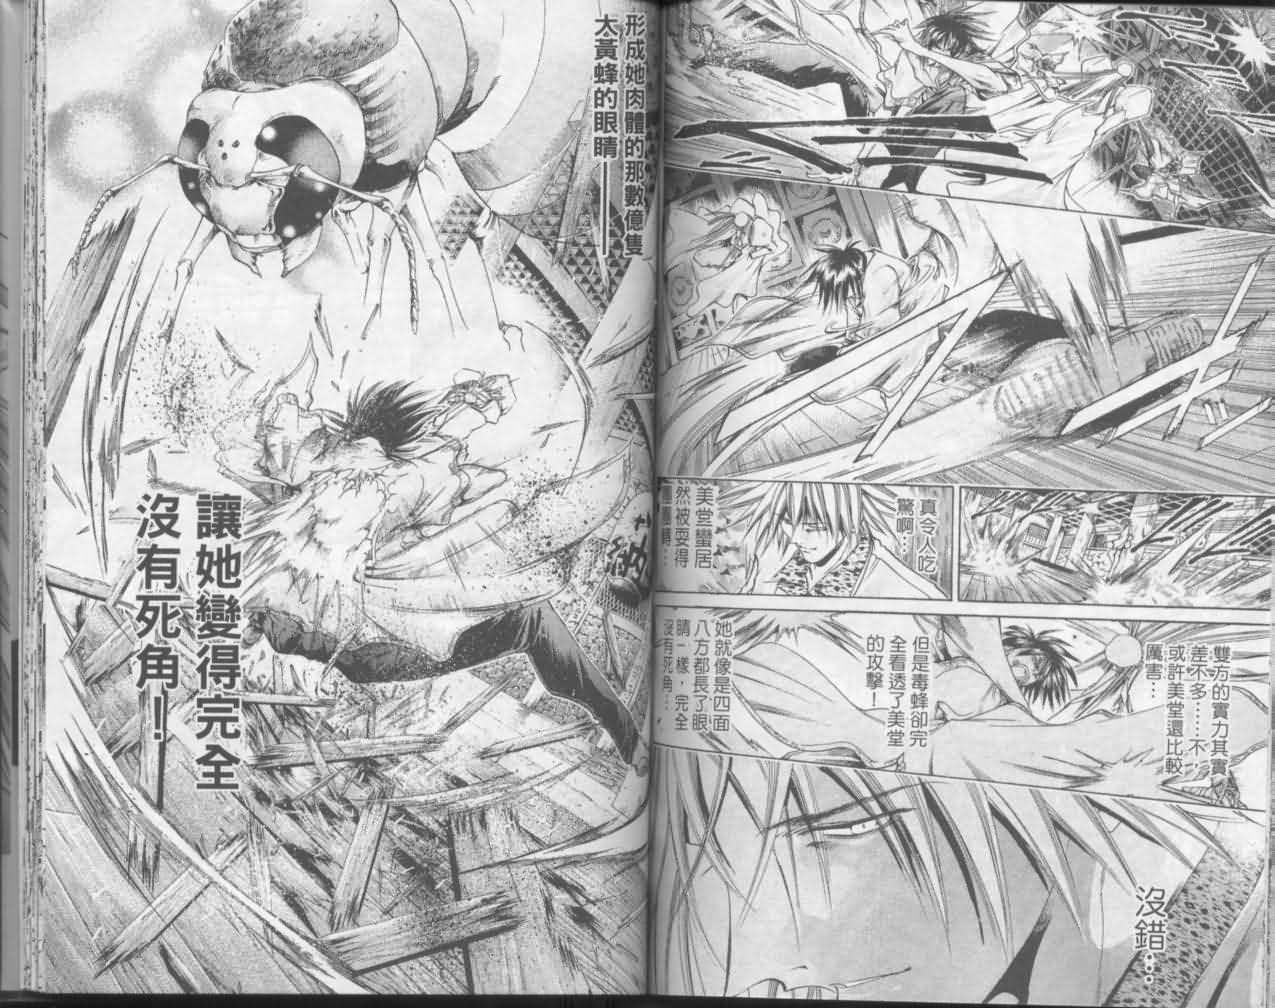 真令人吃
驚啊…
美堂蠻居
然被耍得
雙方的實力其實
差不多……不，
或許美堂還比較
厲害…
但是毒蜂卻完
全看透了美堂
的攻擊！
她就像是四面
八方都長了眼
睛一樣，完全
沒有死角…
沒錯…
形成她肉體的那數億隻
大黃蜂的眼睛——
讓她變得完全
沒有死角！